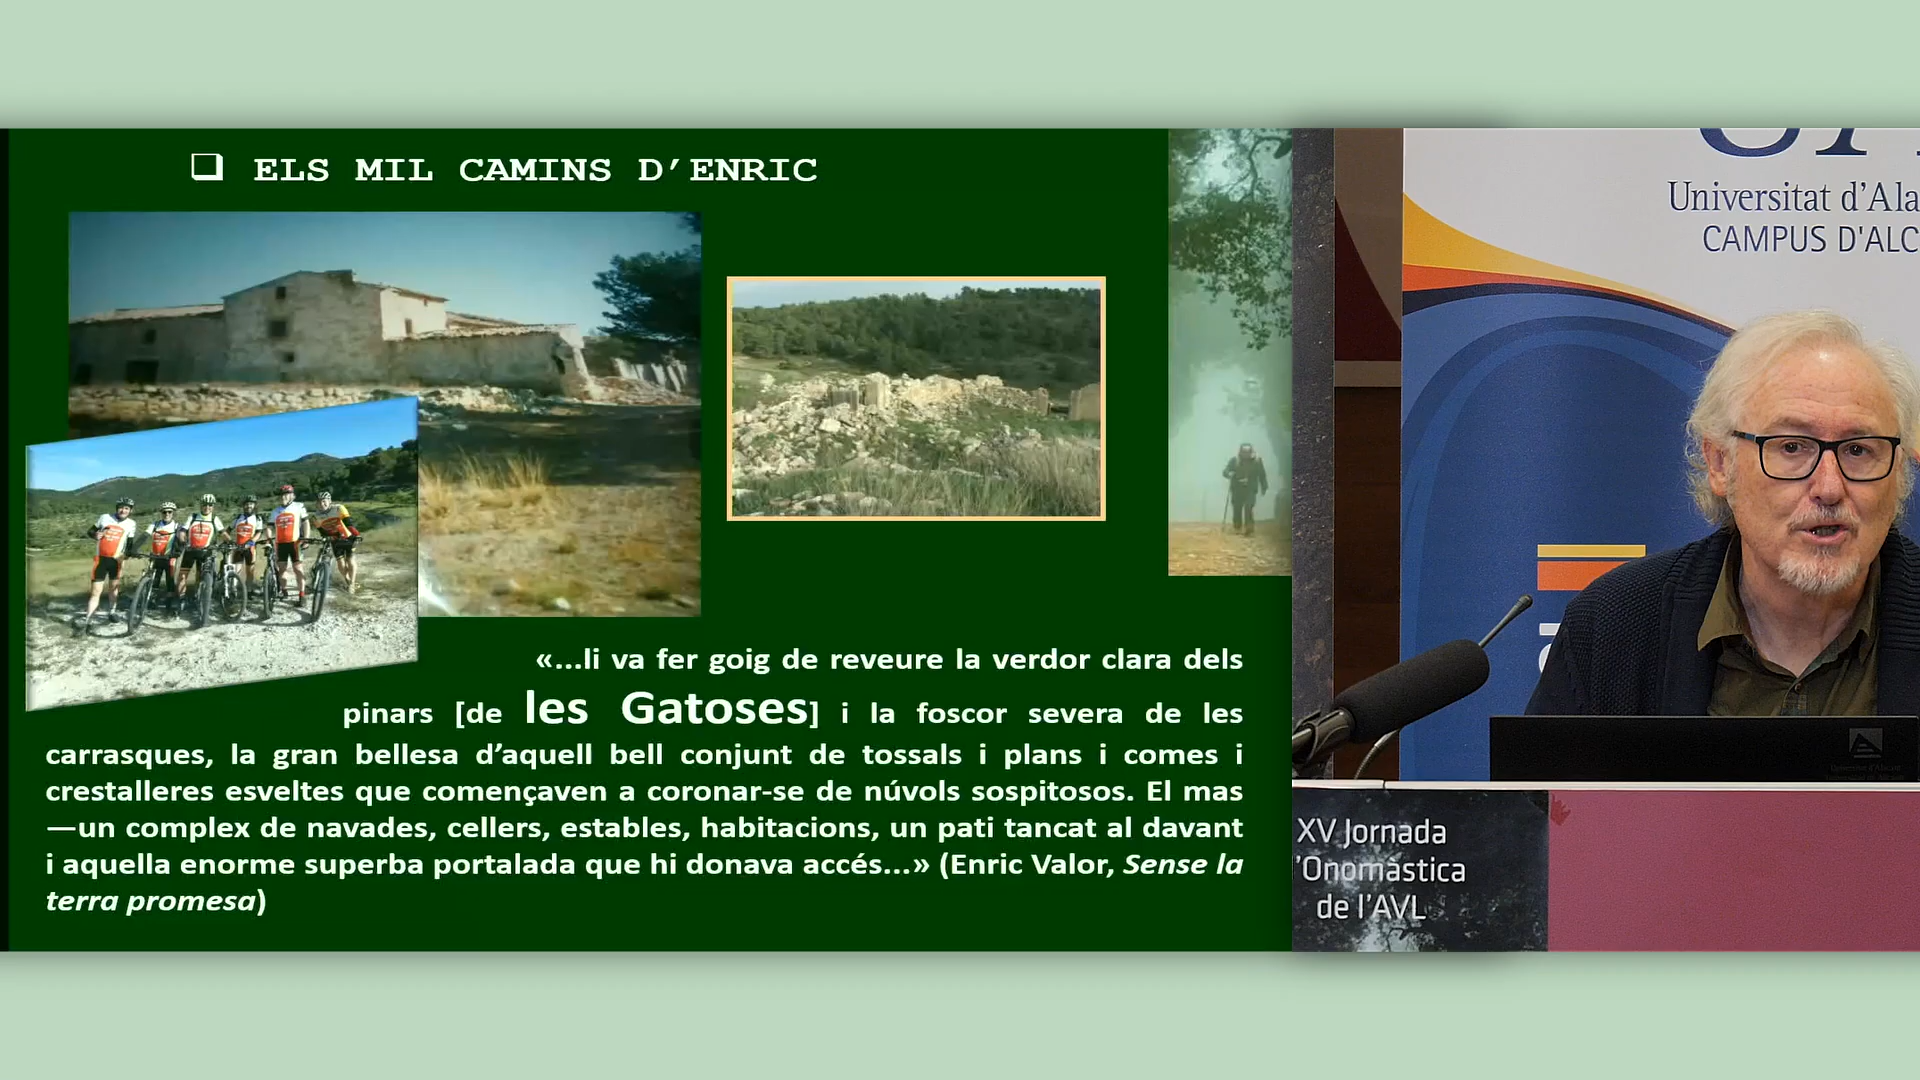 ELS MIL CAMINS D'ENRIC
«...li va fer goig de reveure la verdor clara dels
pinars [de les Gatoses] i la foscor severa de les
carrasques, la gran bellesa d'aquell bell conjunt de tossals i plans i comes i
crestalleres esveltes que començaven a coronar-se de núvols sospitosos. El mas
—un complex de navades, cellers, estables, habitacions, un pati tancat al davant
i aquella enorme superba portalada que hi donava accés...» (Enric Valor, Sense la
terra promesa)
Universitat d'Ala
CAMPUS D'ALC
XV Jornada
'Onomàstica
de l'AVL